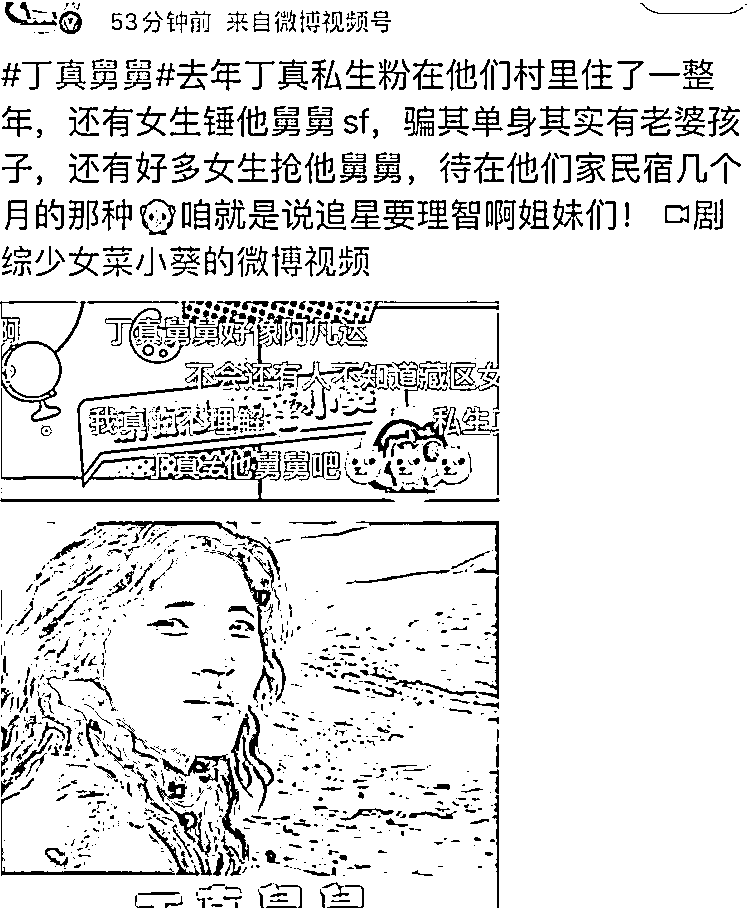 53分钟前 来自微博视频号
#丁真舅舅#去年丁真私生粉在他们村里住了一整
年，还有女生锤他舅舅sf，骗其单身其实有老婆孩
子，还有好多女生抢他舅舅，待在他们家民宿几个
月的那种 咱就是说追星要理智啊姐妹们！ 剧
综少女菜小葵的微博视频
啊 丁真舅舅好像阿凡达
不会还有人不知道藏区女
我真的不理解
私生
丁真舅舅